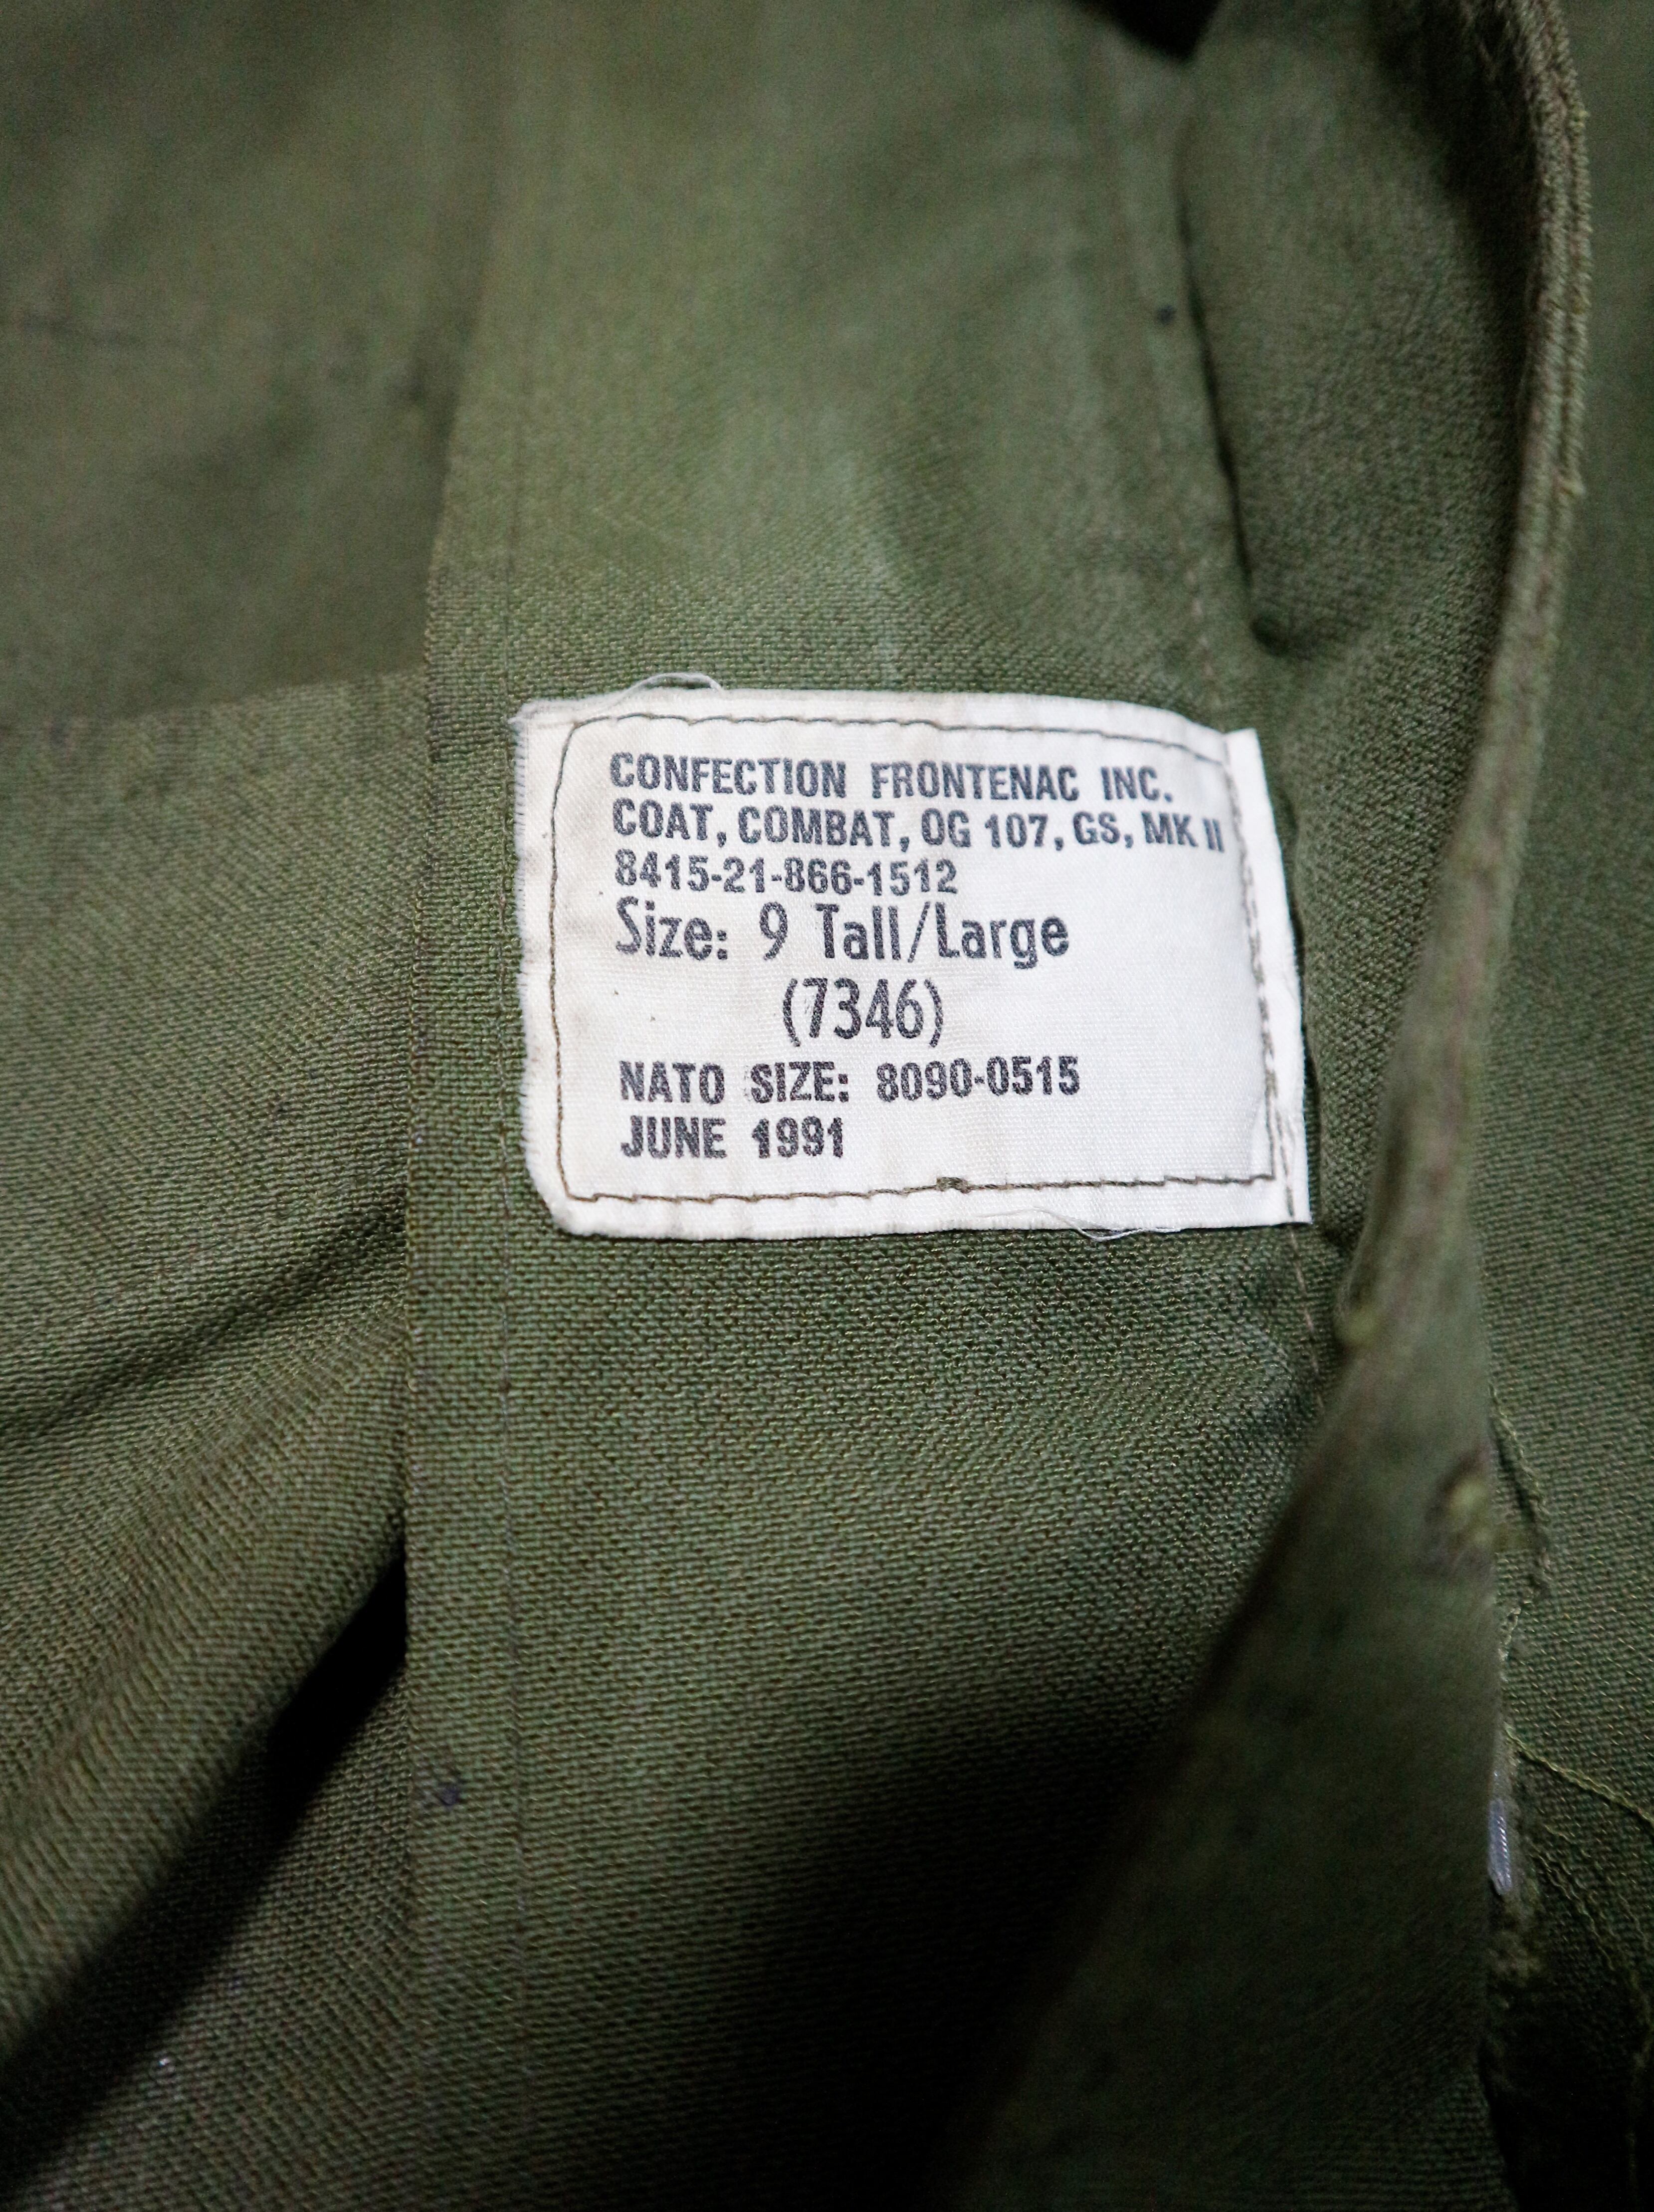 CONFECTION FRONTENAC INC.
COAT, COMBAT, OG 107, GS, MK II
8415-21-866-1512
Size: 9 Tall/Large
(7346)
NATO SIZE: 8090-0515
JUNE 1991